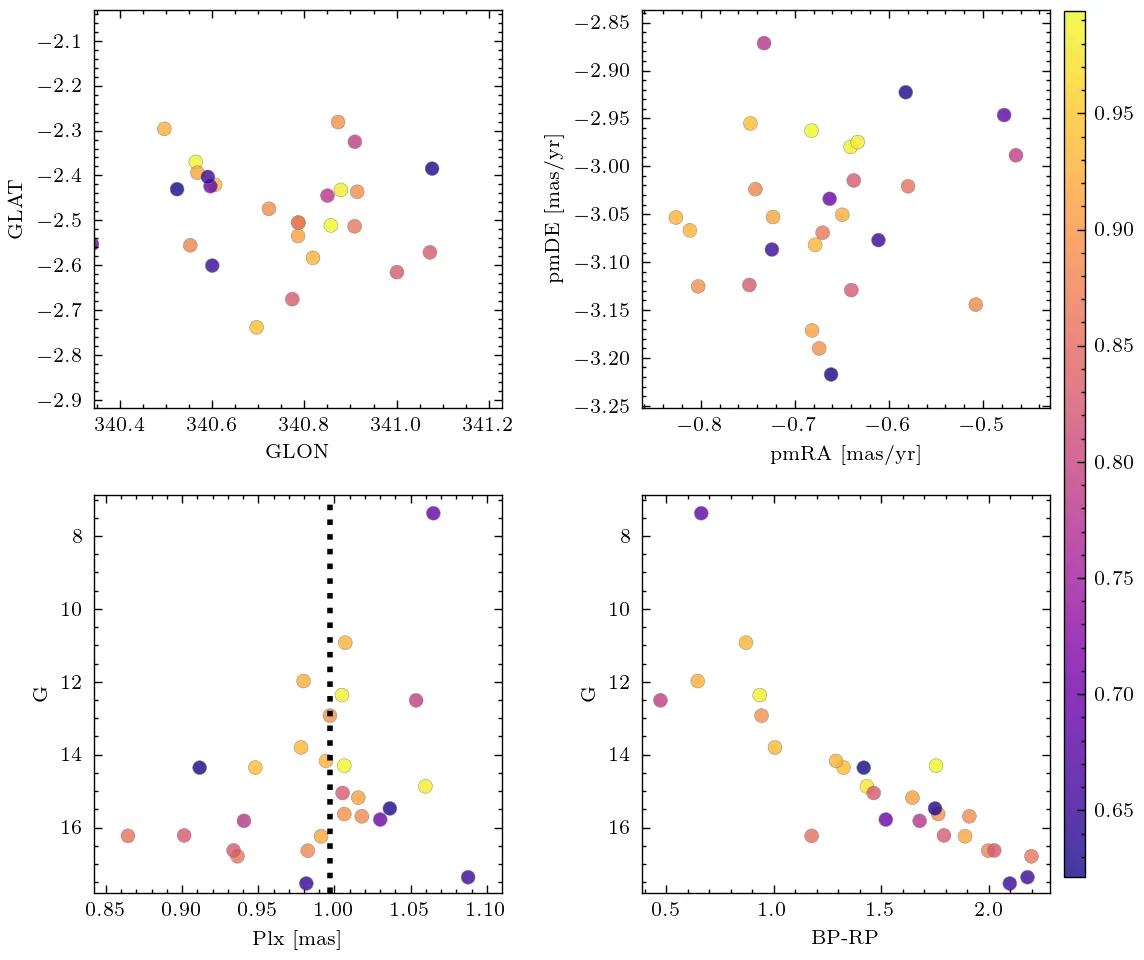 −2.1
−2.2
−2.3
−2.4
−2.5
−2.6
−2.7
−2.8
−2.9
GLAT
340.4 340.6 340.8 341.0 341.2
GLON
−2.85
−2.90
−2.95
−3.00
−3.05
−3.10
−3.15
−3.20
−3.25
pmDE [mas/yr]
−0.8 −0.7 −0.6 −0.5
pmRA [mas/yr]
0.95
0.90
0.85
0.80
0.75
0.70
0.65
8
10
12
14
16
G
0.85 0.90 0.95 1.00 1.05 1.10
Plx [mas]
8
10
12
14
16
G
0.5 1.0 1.5 2.0
BP-RP